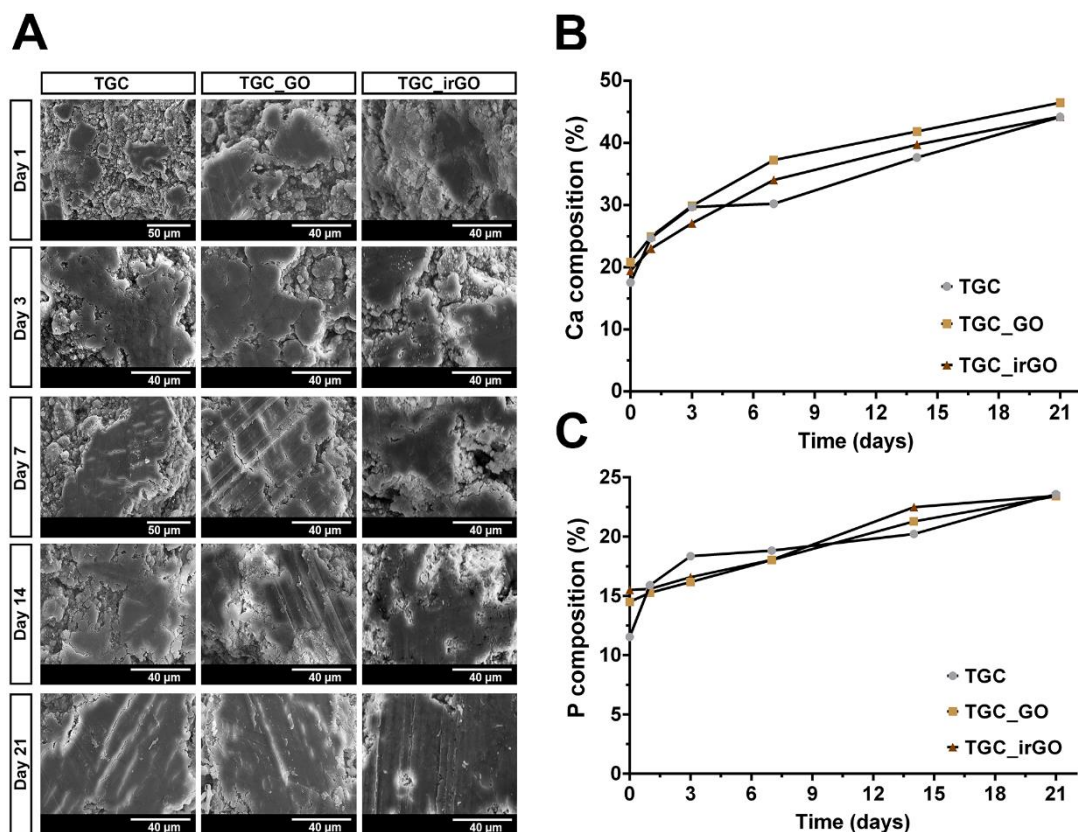 A
TGC TGC_GO TGC_irGO
Day 1
50 µm 40 µm 40 µm
Day 3
40 µm 40 µm 40 µm
Day 7
50 µm 40 µm 40 µm
Day 14
40 µm 40 µm 40 µm
Day 21
40 µm 40 µm 40 µm
B
Ca composition (%)
50
40
30
20
10
0
TGC
TGC_GO
TGC_irGO
0 3 6 9 12 15 18 21
Time (days)
C
P composition (%)
25
20
15
10
5
0
TGC
TGC_GO
TGC_irGO
0 3 6 9 12 15 18 21
Time (days)